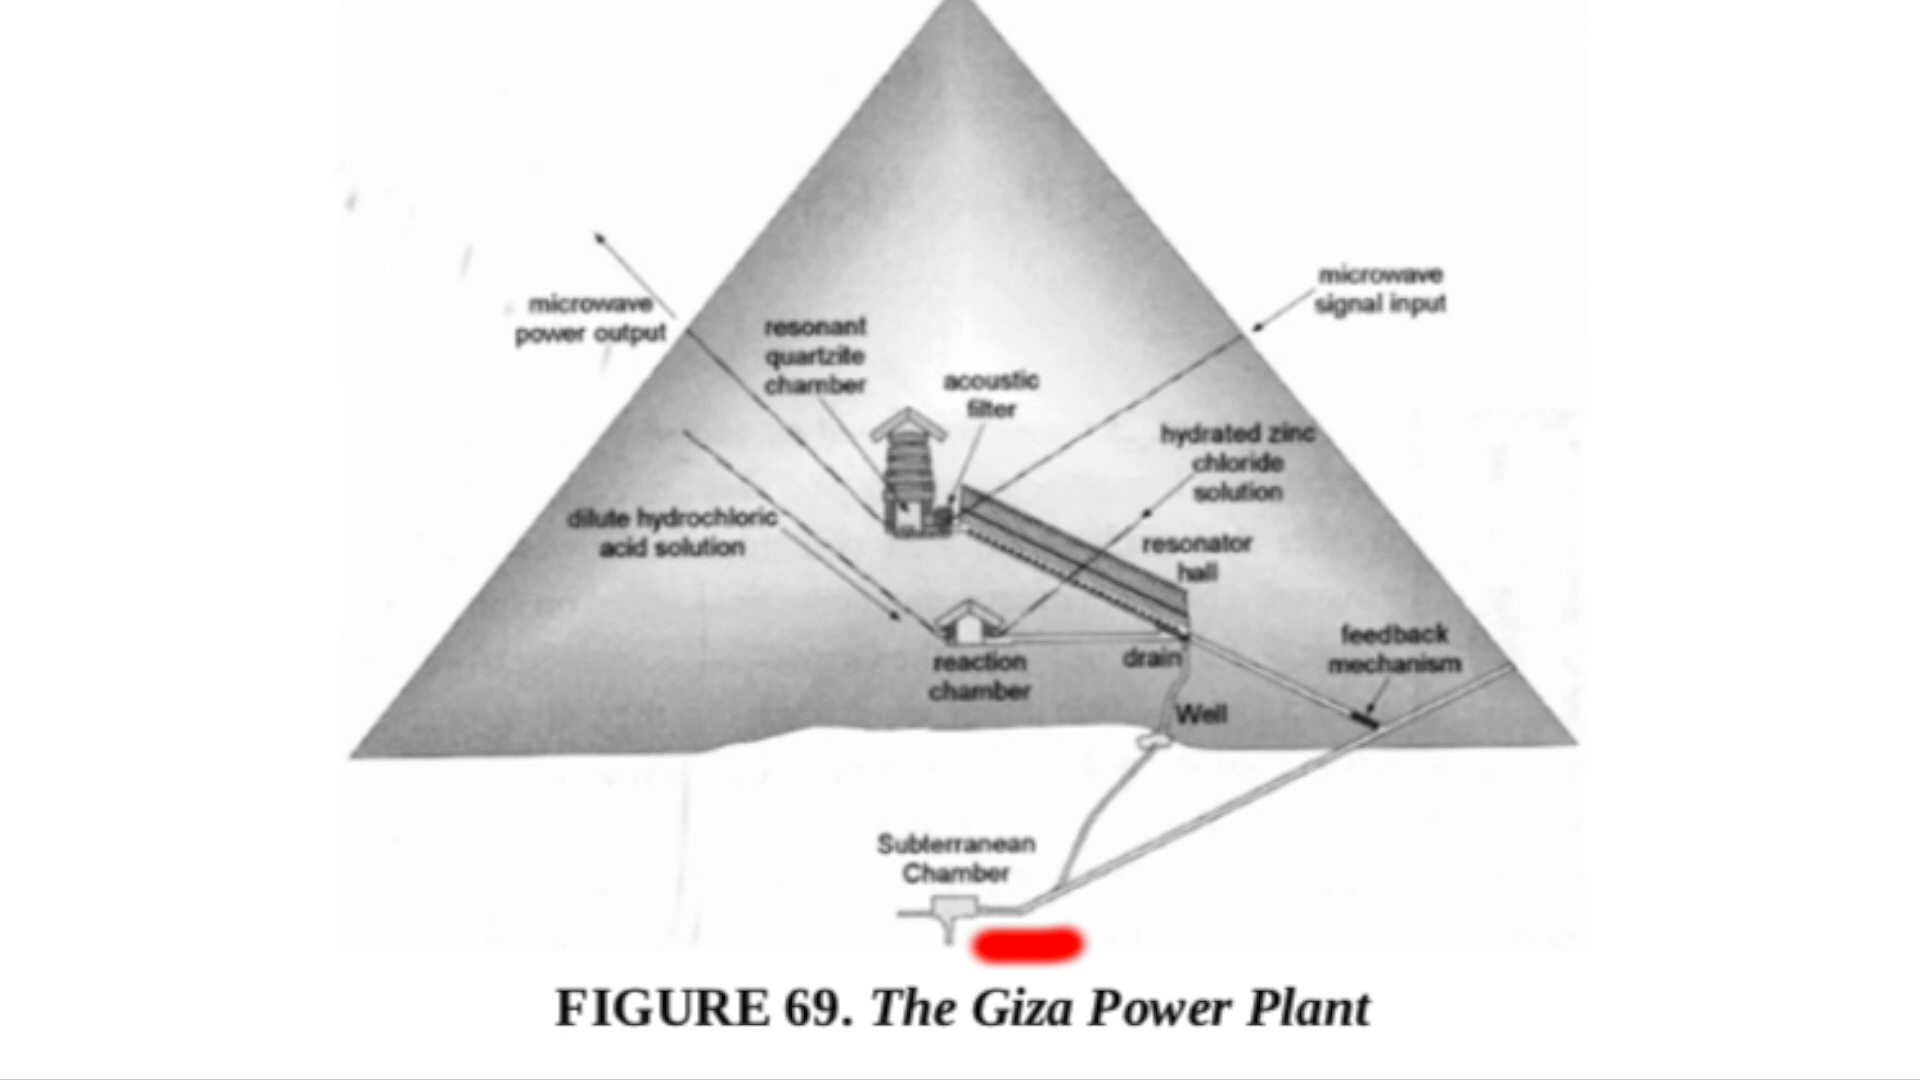 microwave
signal input
microwave
power output
resonant
quartzite
chamber
acoustic
filter
hydrated zinc
chloride
solution
dilute hydrochloric
acid solution
resonator
hall
feedback
mechanism
reaction
chamber
drain
Well
Subterranean
Chamber
FIGURE 69. The Giza Power Plant